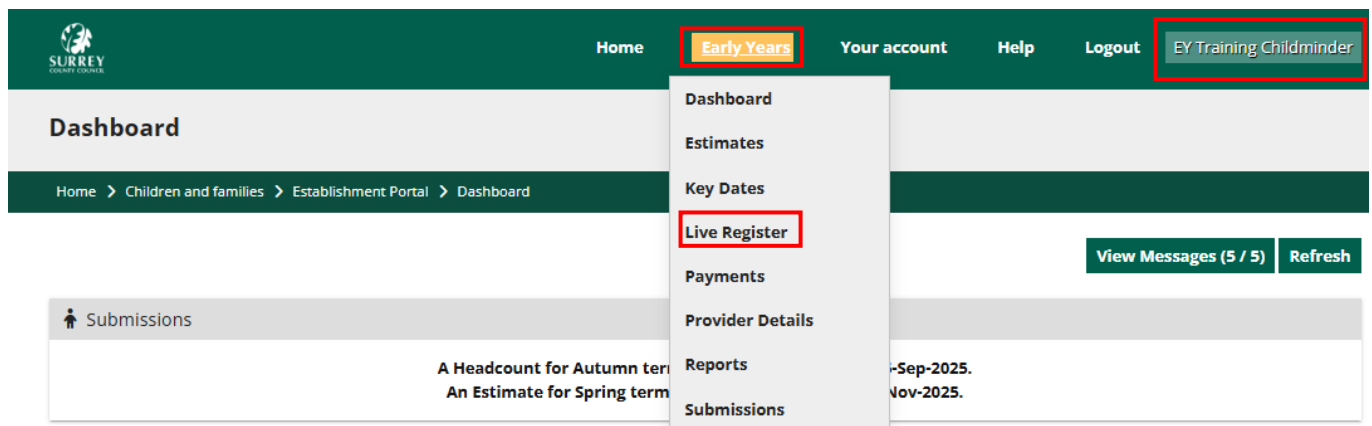 SURREY
COUNTY COUNCIL
Home Early Years Your account Help Logout EY Training Childminder
Dashboard
Estimates
Key Dates
Live Register
Payments
Provider Details
Reports
Submissions
Dashboard
Home > Children and families > Establishment Portal > Dashboard
View Messages (5 / 5) Refresh
Submissions
A Headcount for Autumn -Sep-2025.
An Estimate for Spring term Nov-2025.